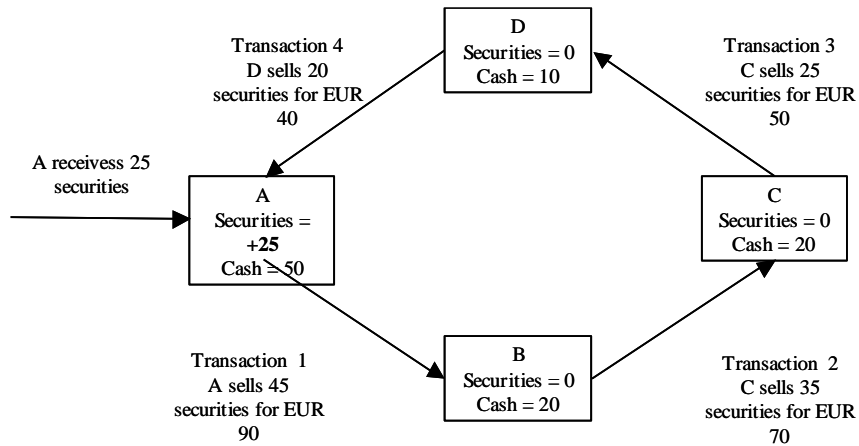 D
Securities = 0
Cash = 10
Transaction 4
D sells 20
securities for EUR
40
Transaction 3
C sells 25
securities for EUR
50
A receivess 25
securities
A
Securities =
+25
Cash = 50
C
Securities = 0
Cash = 20
B
Securities = 0
Cash = 20
Transaction 1
A sells 45
securities for EUR
90
Transaction 2
C sells 35
securities for EUR
70